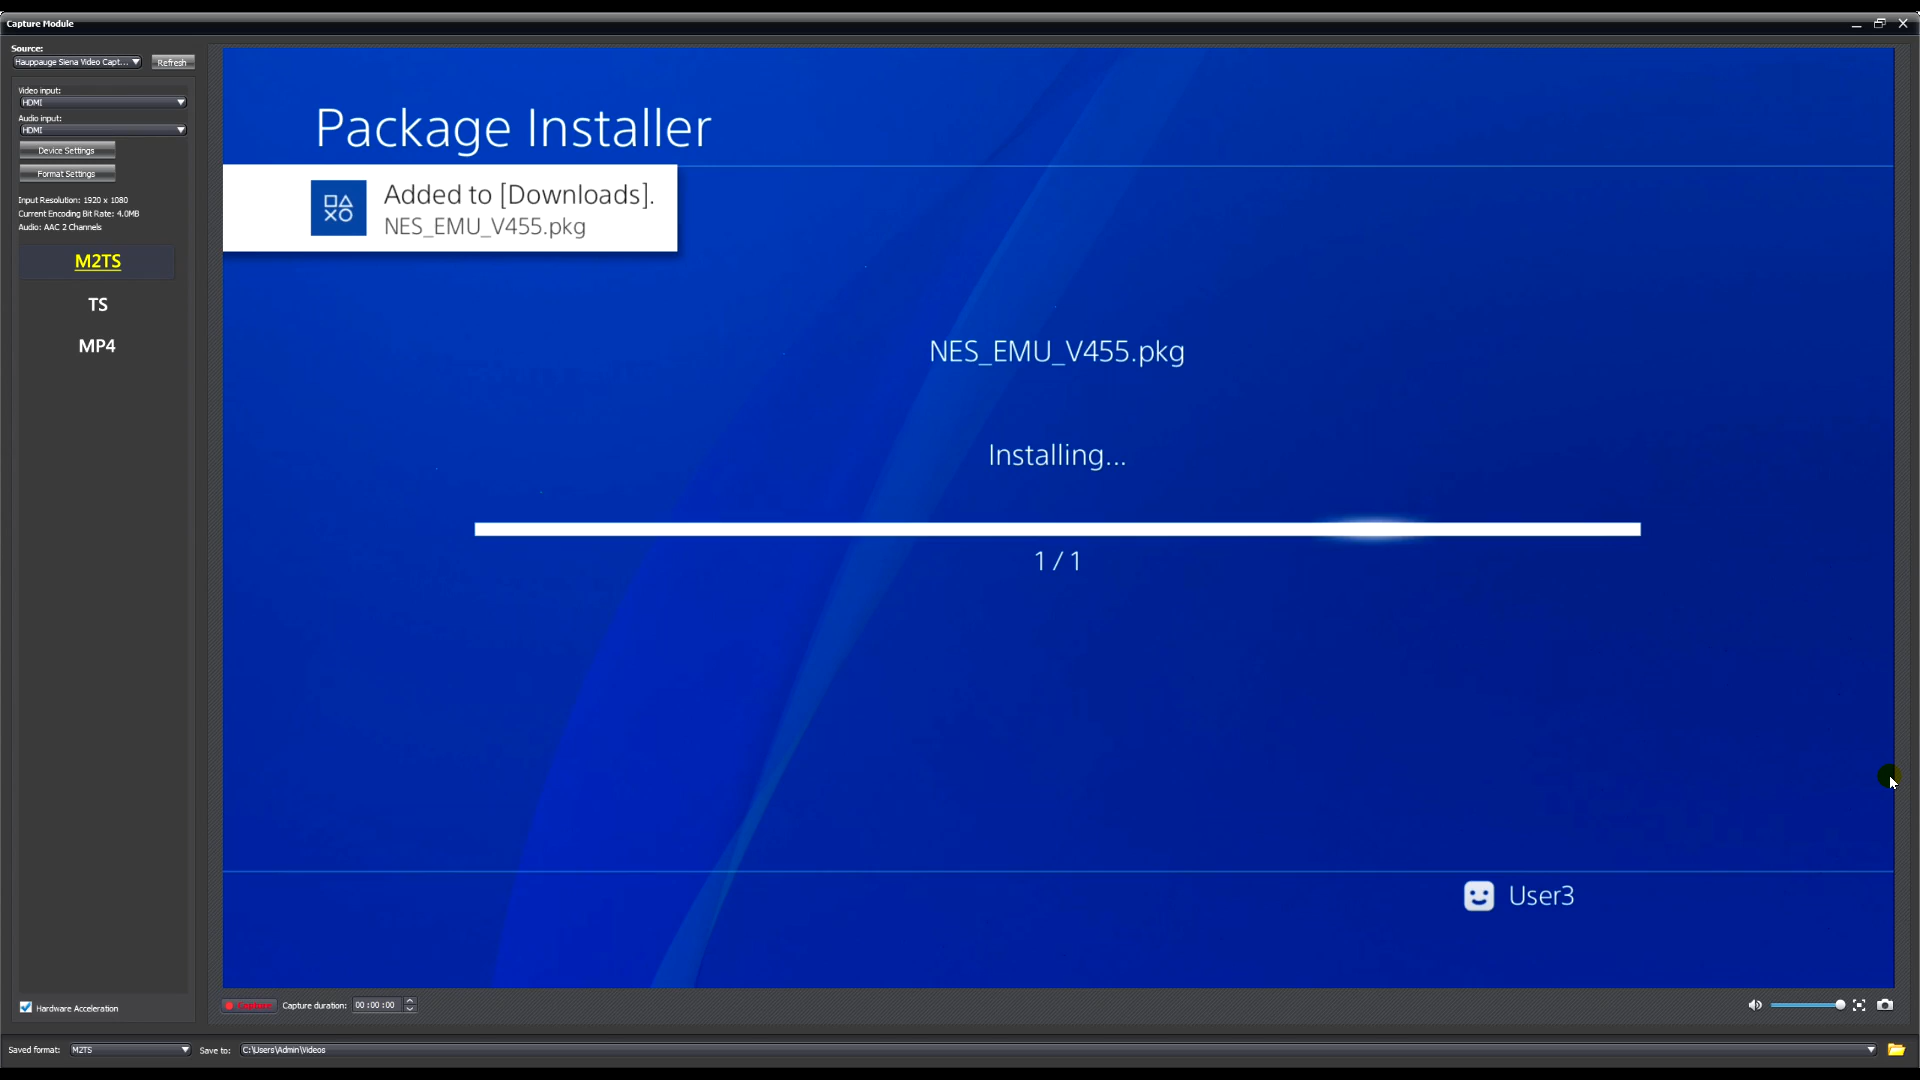 Capture Module
Source:
Hauppauge Siena Video Capt...
Refresh
Video input:
HDMI
Audio input:
HDMI
Device Settings
Format Settings
Input Resolution: 1920 x 1080
Current Encoding Bit Rate: 4.0MB
Audio: AAC 2 Channels
M2TS
TS
MP4
Package Installer
Added to [Downloads].
NES_EMU_V455.pkg
NES_EMU_V455.pkg
Installing...
1 / 1
User3
Hardware Acceleration
Capture
Capture duration:
00 :00 :00
Saved format:
M2TS
Save to:
C:\Users\Admin\Videos